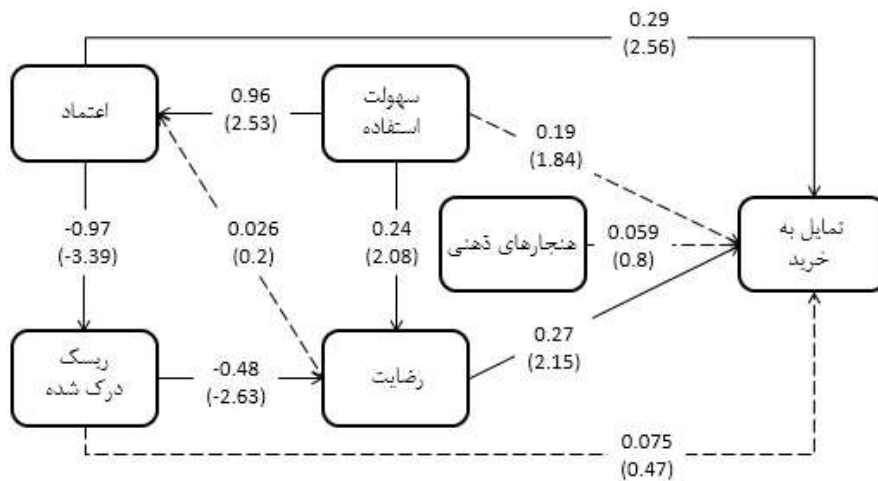 0.29
(2.56)
اعتماد
0.96
(2.53)
سهولت
استفاده
0.19
(1.84)
-0.97
(-3.39)
0.026
(0.2)
0.24
(2.08)
هنجارهای ذهنی
0.059
(0.8)
تمایل به
خرید
ریسک
درک شده
-0.48
(-2.63)
رضایت
0.27
(2.15)
0.075
(0.47)